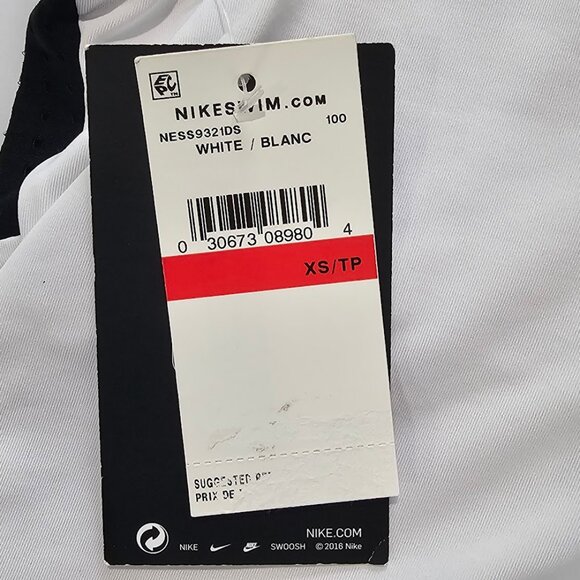 EPC™
NIKESWIM.COM
NESS9321DS 100
WHITE / BLANC
0 30673 08980 4
XS/TP
SUGGESTED
PRIX DE
NIKE.COM
NIKE SWOOSH © 2016 Nike